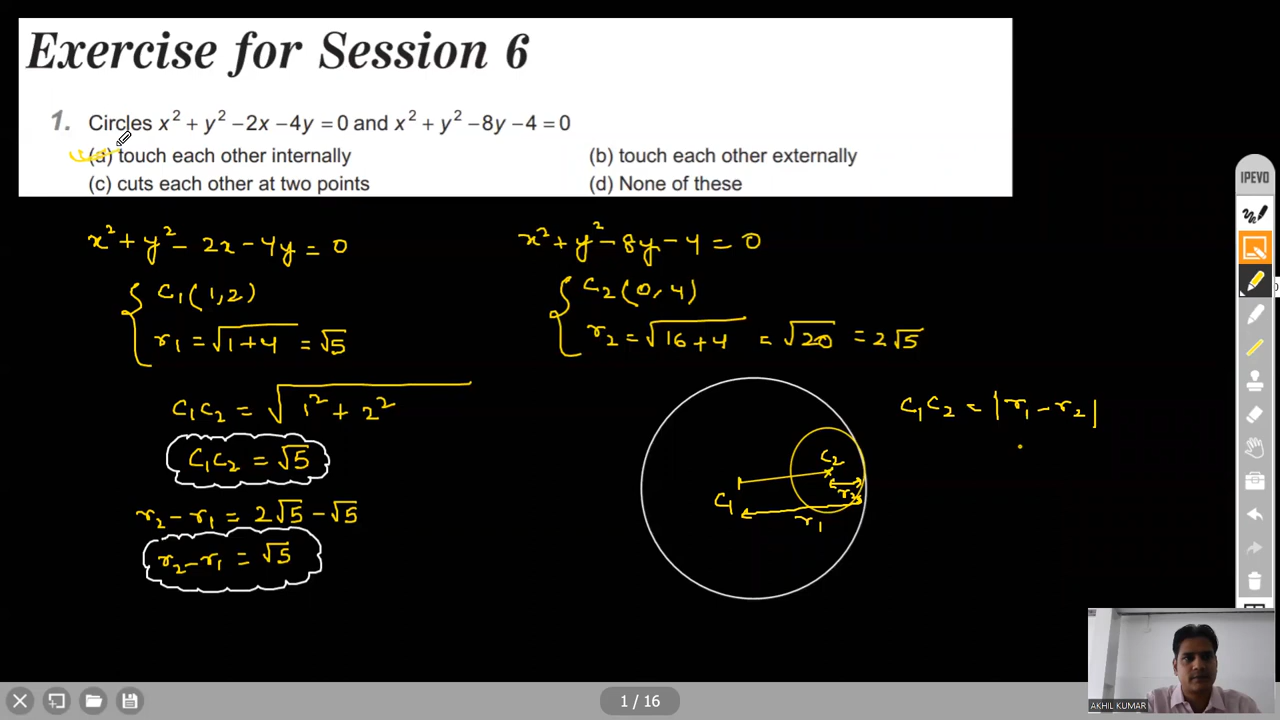 Exercise for Session 6
1. Circles x² + y² − 2x − 4y = 0 and x² + y² − 8y − 4 = 0
(a) touch each other internally
(b) touch each other externally
(c) cuts each other at two points
(d) None of these
x² + y² − 2x − 4y = 0
C₁(1,2)
r₁ = √(1+4) = √5
x² + y² − 8y − 4 = 0
C₂(0,4)
r₂ = √(16+4) = √20 = 2√5
C₁C₂ = √(1² + 2²)
C₁C₂ = √5
r₂ − r₁ = 2√5 − √5
r₂ − r₁ = √5
C₂
r₂
C₁
r₁
C₁C₂ = |r₁ − r₂|
IPEVO
1 / 16
AKHIL KUMAR